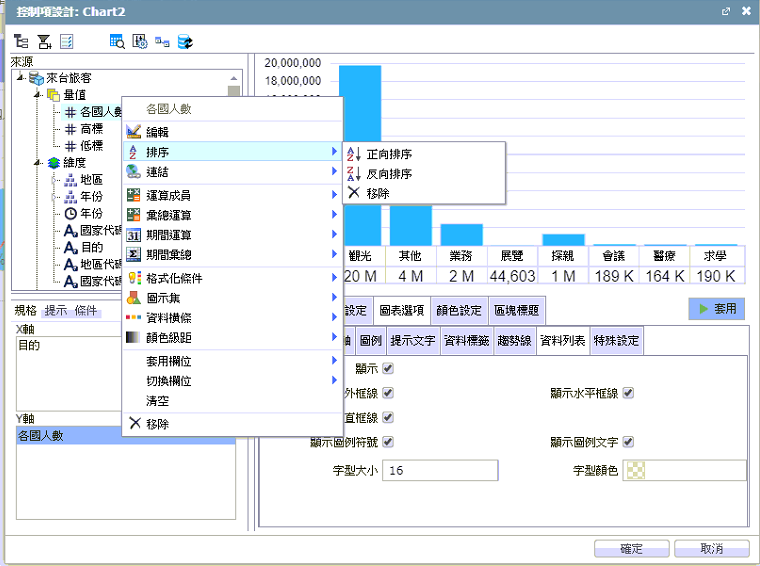 控制項設計: Chart2
來源
來台旅客
量值
各國人數
高標
低標
維度
地區
年份
年份
國家代碼
目的
地區代
國家代
規格 提示 條件
X軸
目的
Y軸
各國人數
各國人數
編輯
排序
連結
運算成員
彙總運算
期間運算
期間彙總
格式化條件
圖示集
資料橫條
顏色級距
套用欄位
切換欄位
清空
移除
正向排序
反向排序
移除
20,000,000
18,000,000
觀光 其他 業務 展覽 探親 會議 醫療 求學
20 M 4 M 2 M 44,603 1 M 189 K 164 K 190 K
設定 圖表選項 顏色設定 區塊標題 套用
軸 圖例 提示文字 資料標籤 趨勢線 資料列表 特殊設定
顯示
外框線 顯示水平框線
直框線
顯示圖例符號 顯示圖例文字
字型大小 16 字型顏色
確定 取消